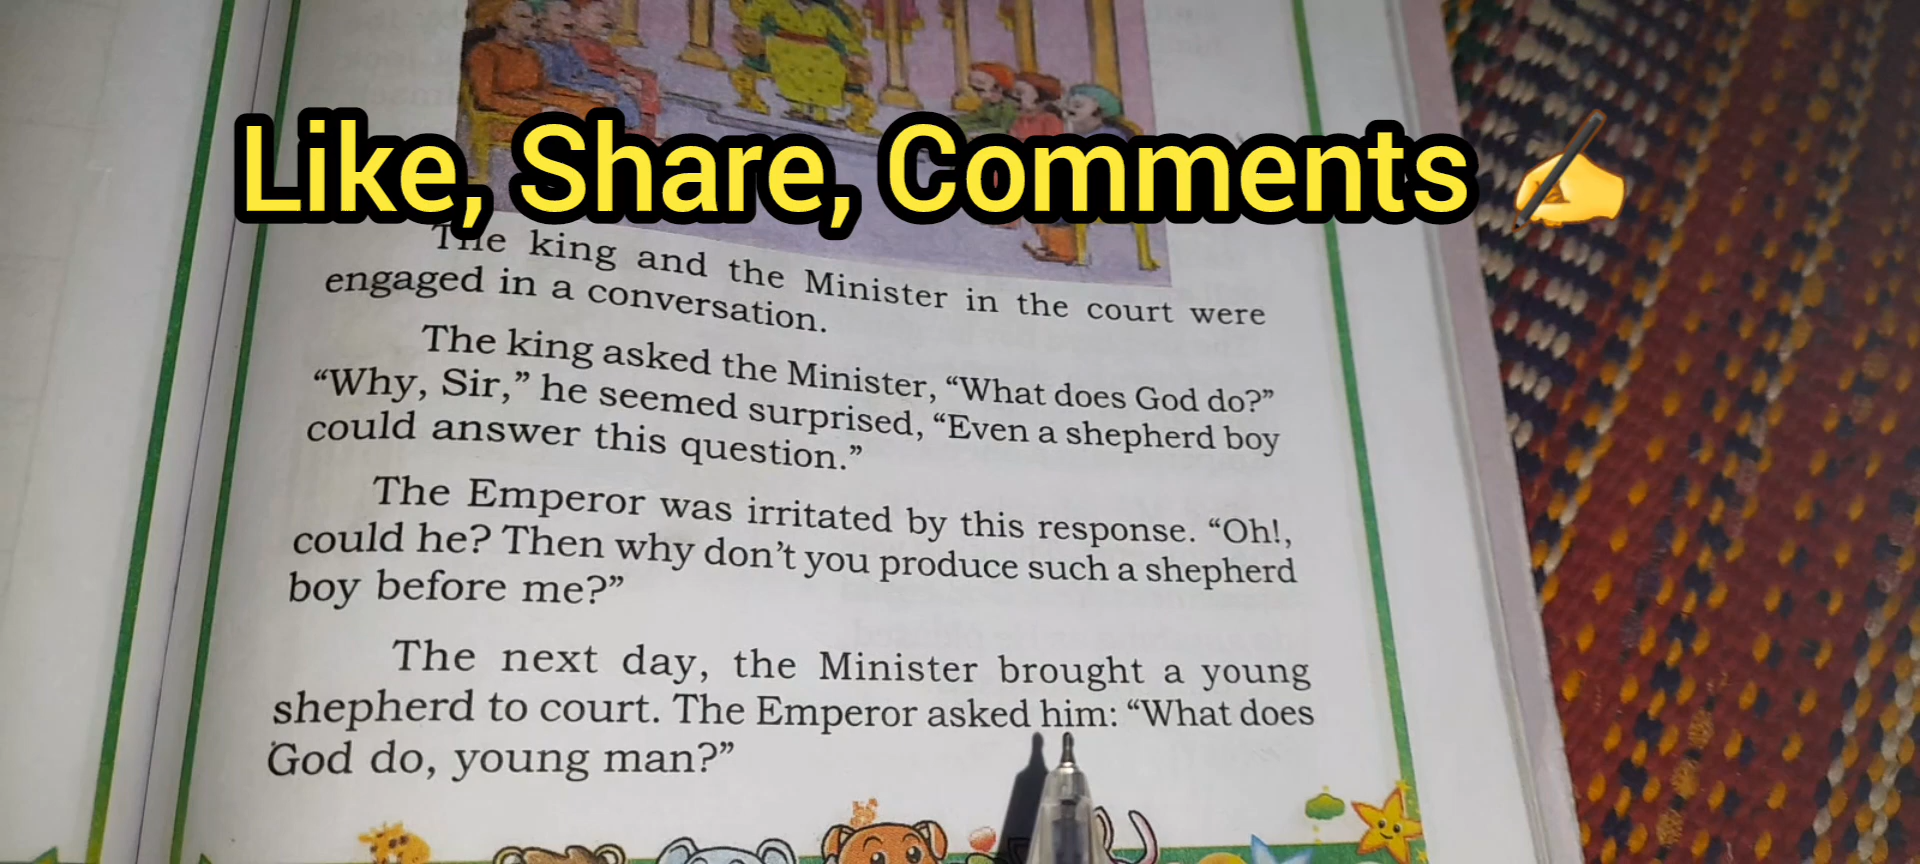 Like, Share, Comments ✍
The king and the Minister in the court were
engaged in a conversation.
The king asked the Minister, “What does God do?”
“Why, Sir,” he seemed surprised, “Even a shepherd boy
could answer this question.”
The Emperor was irritated by this response. “Oh!,
could he? Then why don’t you produce such a shepherd
boy before me?”
The next day, the Minister brought a young
shepherd to court. The Emperor asked him: “What does
God do, young man?”